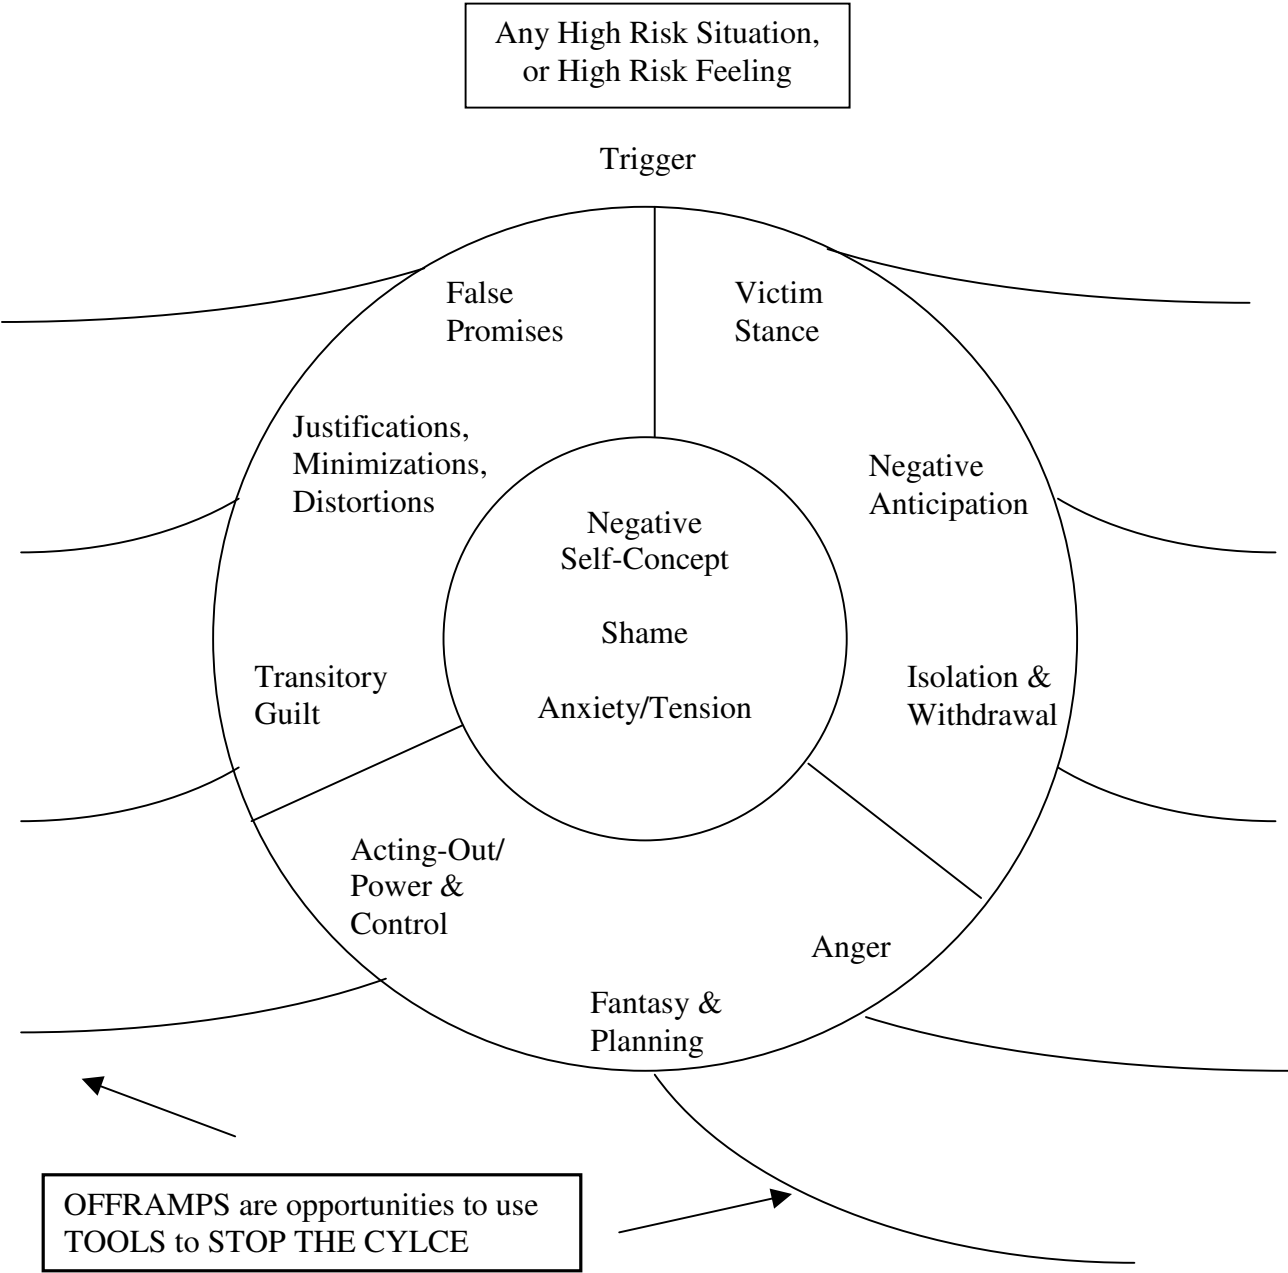 Any High Risk Situation,
or High Risk Feeling
Trigger
False
Promises
Victim
Stance
Justifications,
Minimizations,
Distortions
Negative
Anticipation
Negative
Self-Concept
Shame
Anxiety/Tension
Transitory
Guilt
Isolation &
Withdrawal
Acting-Out/
Power &
Control
Anger
Fantasy &
Planning
OFFRAMPS are opportunities to use
TOOLS to STOP THE CYLCE